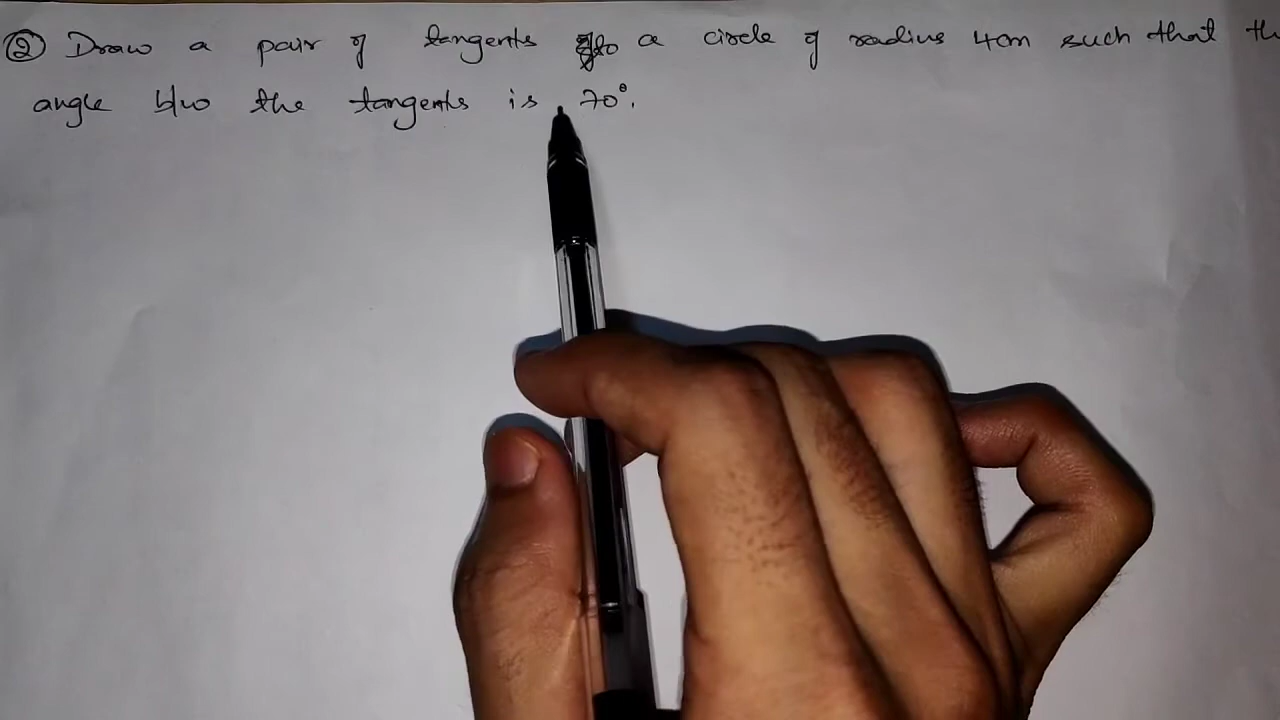 ② Draw a pair of tangents to a circle of radius 4cm such that th
angle b/w the tangents is 70°.